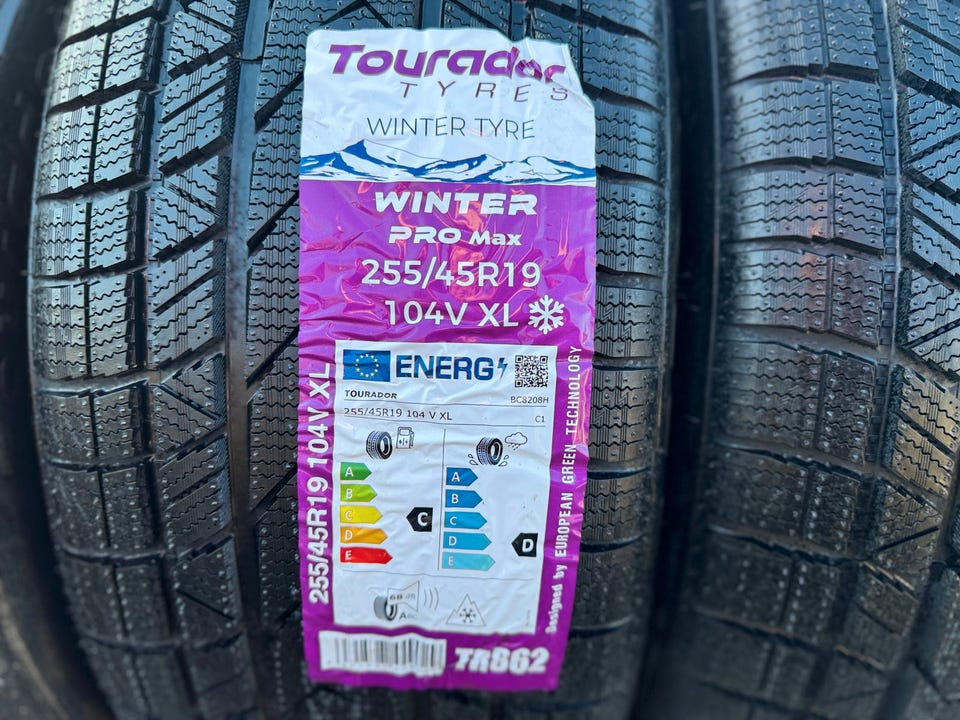 Tourador
TYRES
WINTER TYRE
WINTER
PRO Max
255/45R19
104V XL
ENERG
TOURADOR
BC8208H
255/45R19 104 V XL
C1
A
B
C
D
E
C
A
B
C
D
E
D
68 dB
ABC
255/45R19 104V XL
Designed by EUROPEAN GREEN TECHNOLOGY
TR862